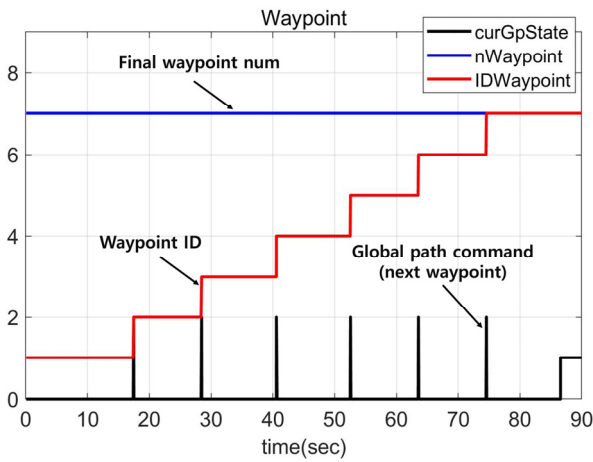 Waypoint
curGpState
nWaypoint
IDWaypoint
Final waypoint num
Waypoint ID
Global path command
(next waypoint)
8
6
4
2
0
0 10 20 30 40 50 60 70 80 90
time(sec)